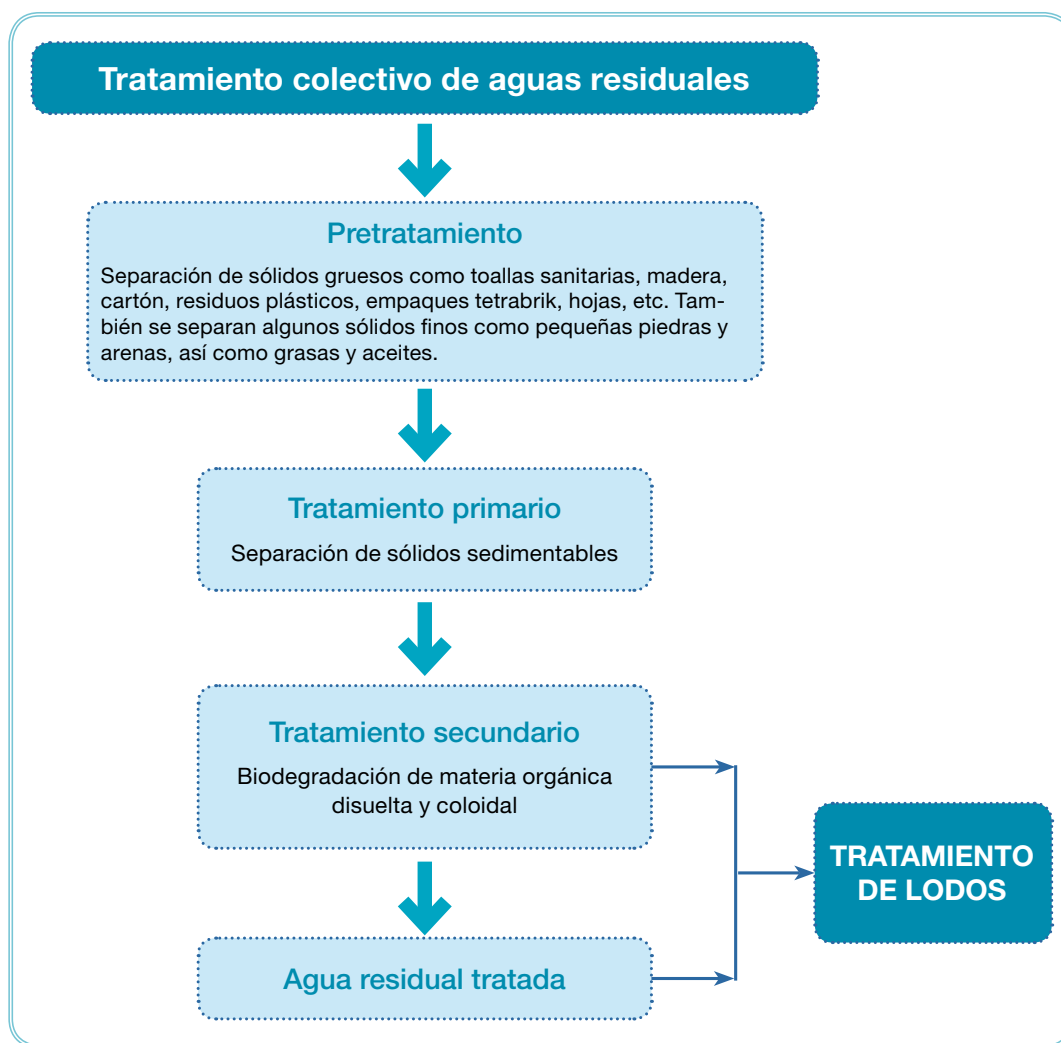 Tratamiento colectivo de aguas residuales
Pretratamiento
Separación de sólidos gruesos como toallas sanitarias, madera,
cartón, residuos plásticos, empaques tetrabrik, hojas, etc. Tam-
bién se separan algunos sólidos finos como pequeñas piedras y
arenas, así como grasas y aceites.
Tratamiento primario
Separación de sólidos sedimentables
Tratamiento secundario
Biodegradación de materia orgánica
disuelta y coloidal
TRATAMIENTO
DE LODOS
Agua residual tratada